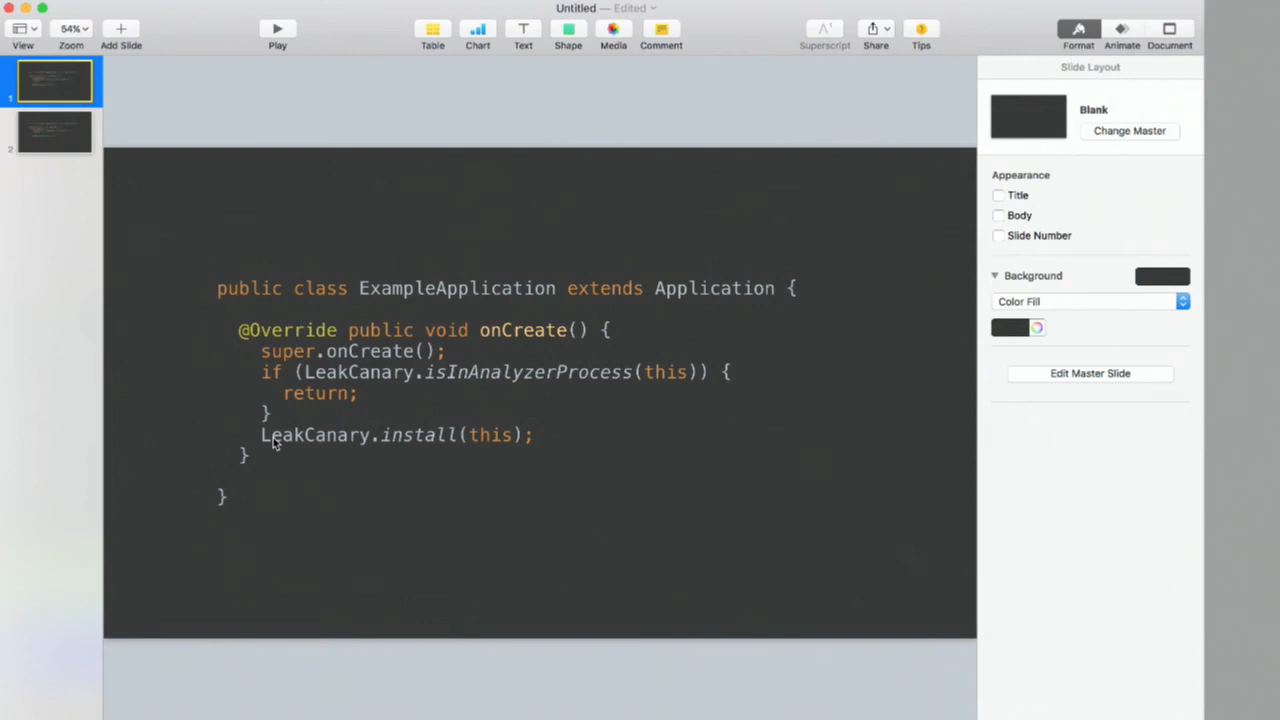 Untitled — Edited
54%
View
Zoom
Add Slide
Play
Table
Chart
Text
Shape
Media
Comment
Superscript
Share
Tips
Format
Animate
Document
1
2
public class ExampleApplication extends Application {
@Override public void onCreate() {
super.onCreate();
if (LeakCanary.isInAnalyzerProcess(this)) {
return;
}
LeakCanary.install(this);
}
}
Slide Layout
Blank
Change Master
Appearance
Title
Body
Slide Number
Background
Color Fill
Edit Master Slide